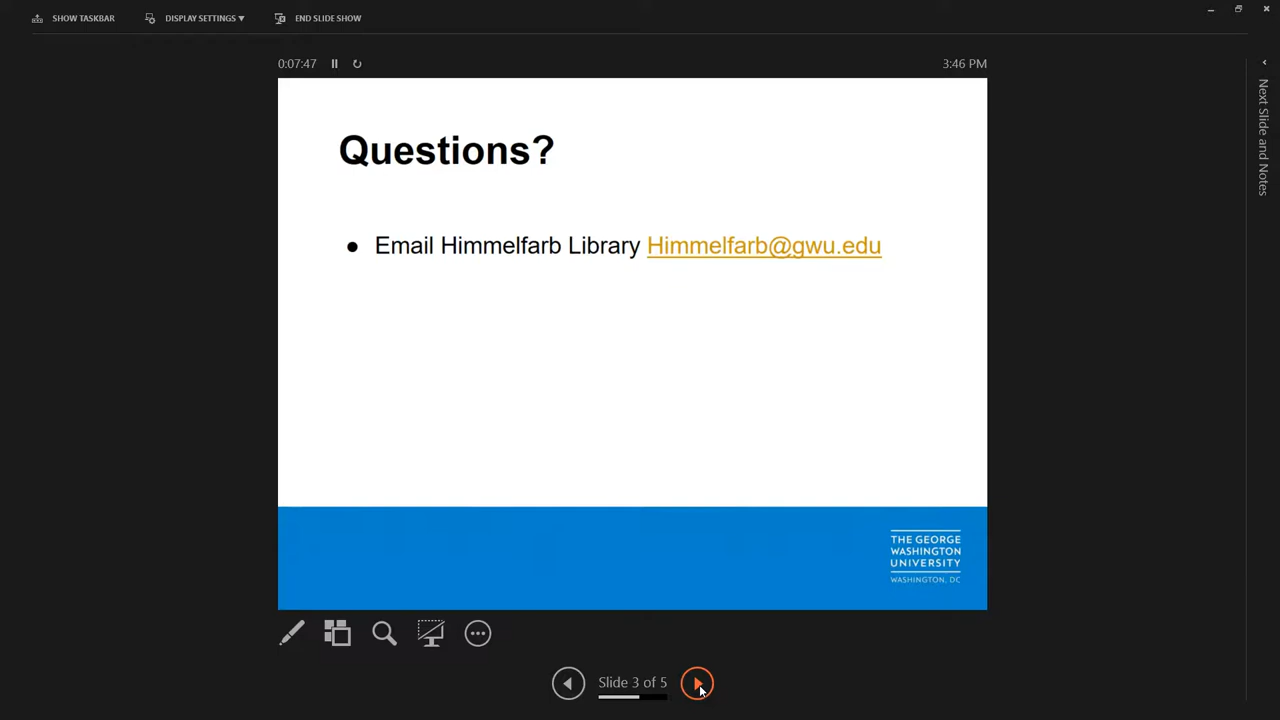 SHOW TASKBAR DISPLAY SETTINGS ▼ END SLIDE SHOW
0:07:47 3:46 PM
Next Slide and Notes
Questions?
● Email Himmelfarb Library Himmelfarb@gwu.edu
THE GEORGE
WASHINGTON
UNIVERSITY
WASHINGTON, DC
Slide 3 of 5